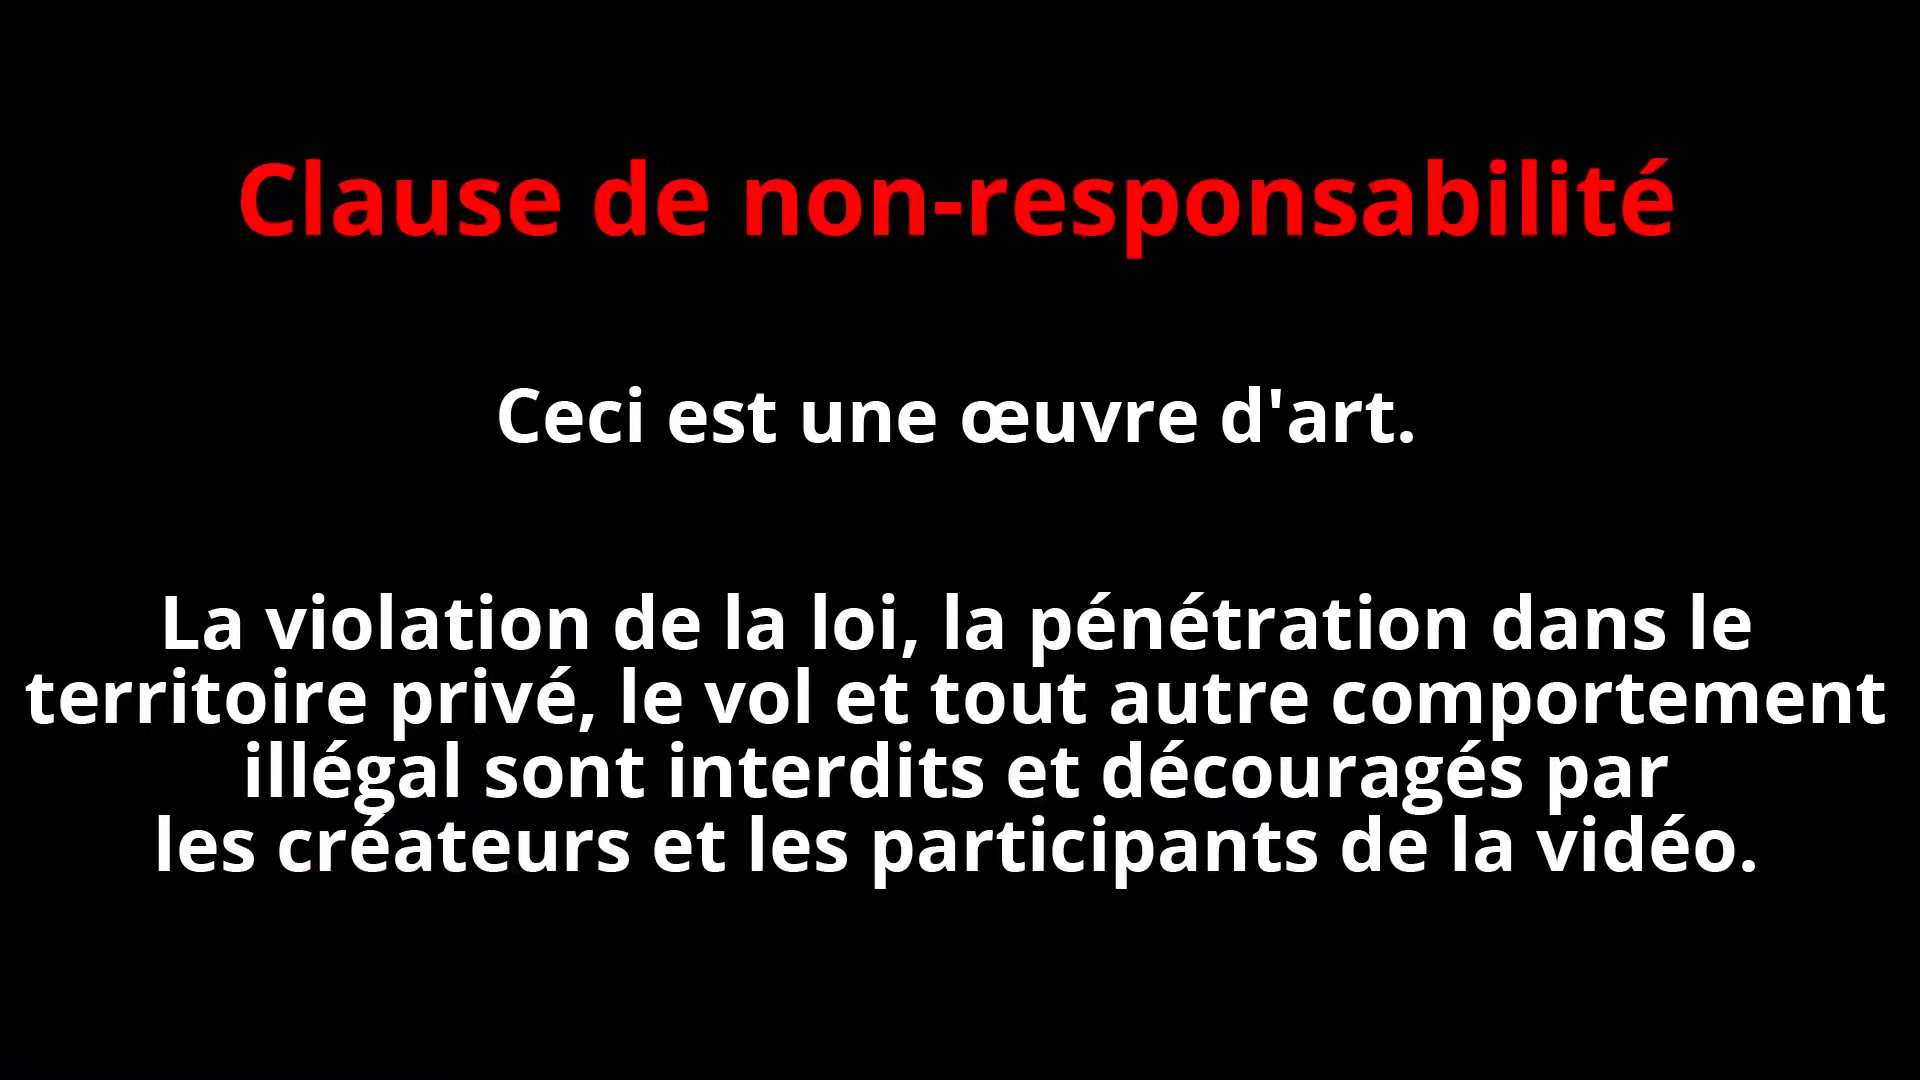 Clause de non-responsabilité
Ceci est une œuvre d'art.
La violation de la loi, la pénétration dans le
territoire privé, le vol et tout autre comportement
illégal sont interdits et découragés par
les créateurs et les participants de la vidéo.